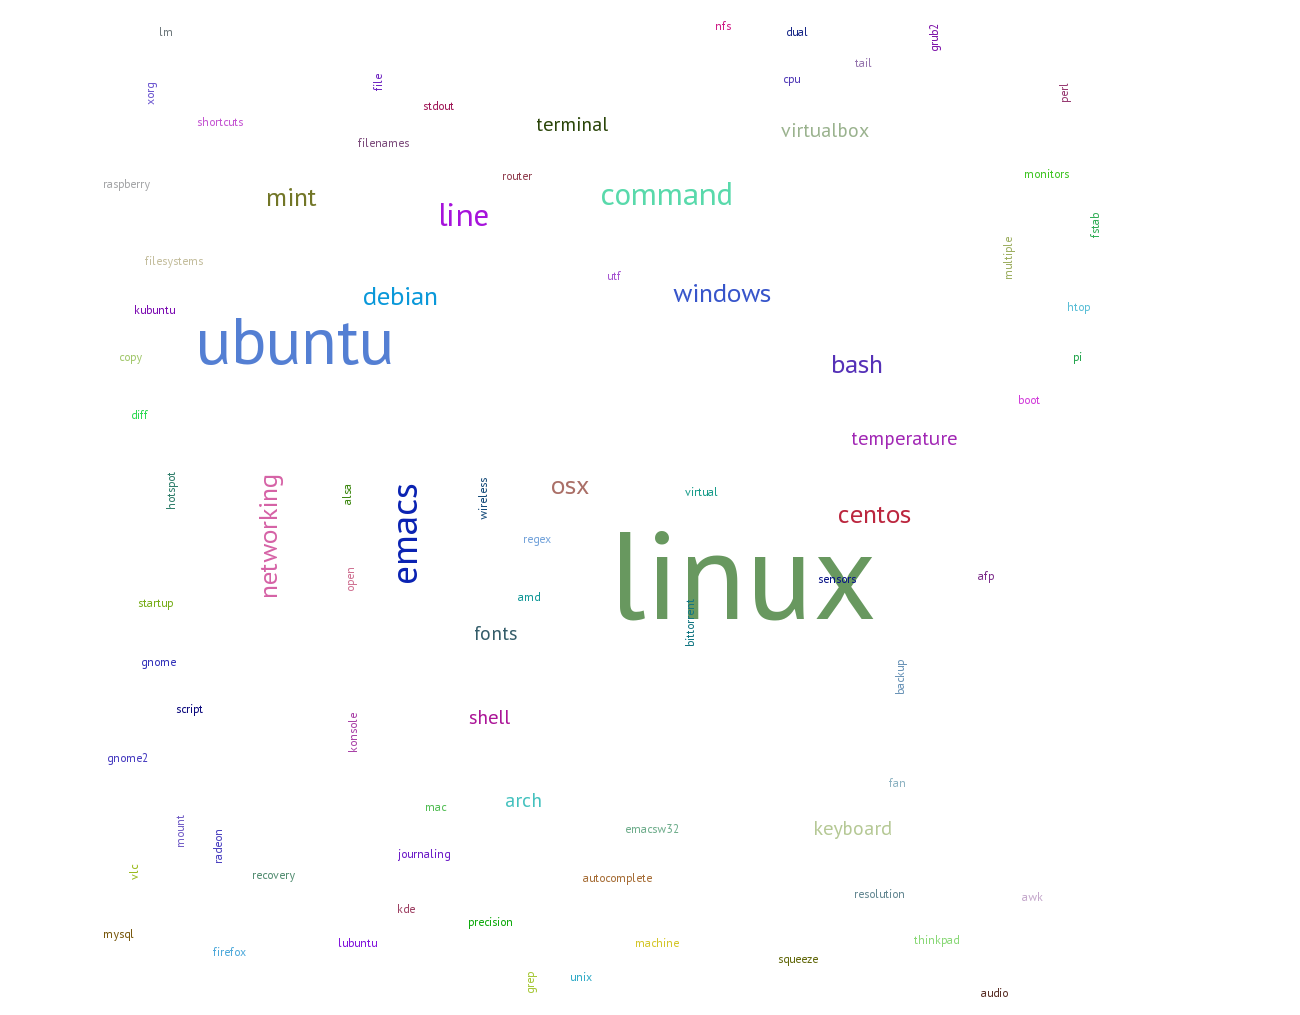 nfs
lm
dual
grub2
tail
cpu
file
xorg
perl
stdout
shortcuts
terminal
virtualbox
filenames
router
monitors
raspberry
mint
command
line
fstab
multiple
filesystems
utf
debian
windows
kubuntu
htop
ubuntu
copy
pi
bash
boot
diff
temperature
hotspot
alsa
wireless
osx
virtual
networking
emacs
centos
regex
linux
sensors
afp
open
amd
startup
bittorrent
fonts
gnome
backup
script
shell
konsole
gnome2
fan
arch
mac
emacsw32
keyboard
mount
radeon
journaling
vlc
recovery
autocomplete
resolution
awk
kde
precision
mysql
thinkpad
lubuntu
machine
firefox
squeeze
grep
unix
audio